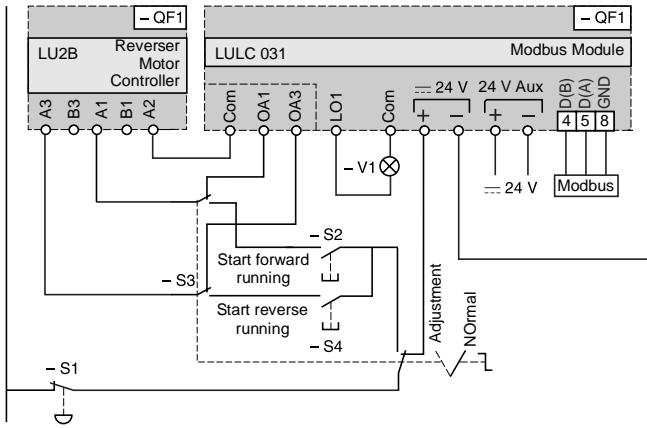 – QF1
– QF1
LU2B
Reverser
Motor
Controller
LULC 031
Modbus Module
A3
B3
A1
B1
A2
Com
OA1
OA3
LO1
Com
24 V
+
–
24 V Aux
+
–
D(B)
D(A)
GND
4 5 8
– V1
24 V
Modbus
– S2
Start forward
running
– S3
Start reverse
running
– S4
Adjustment
NOrmal
– S1